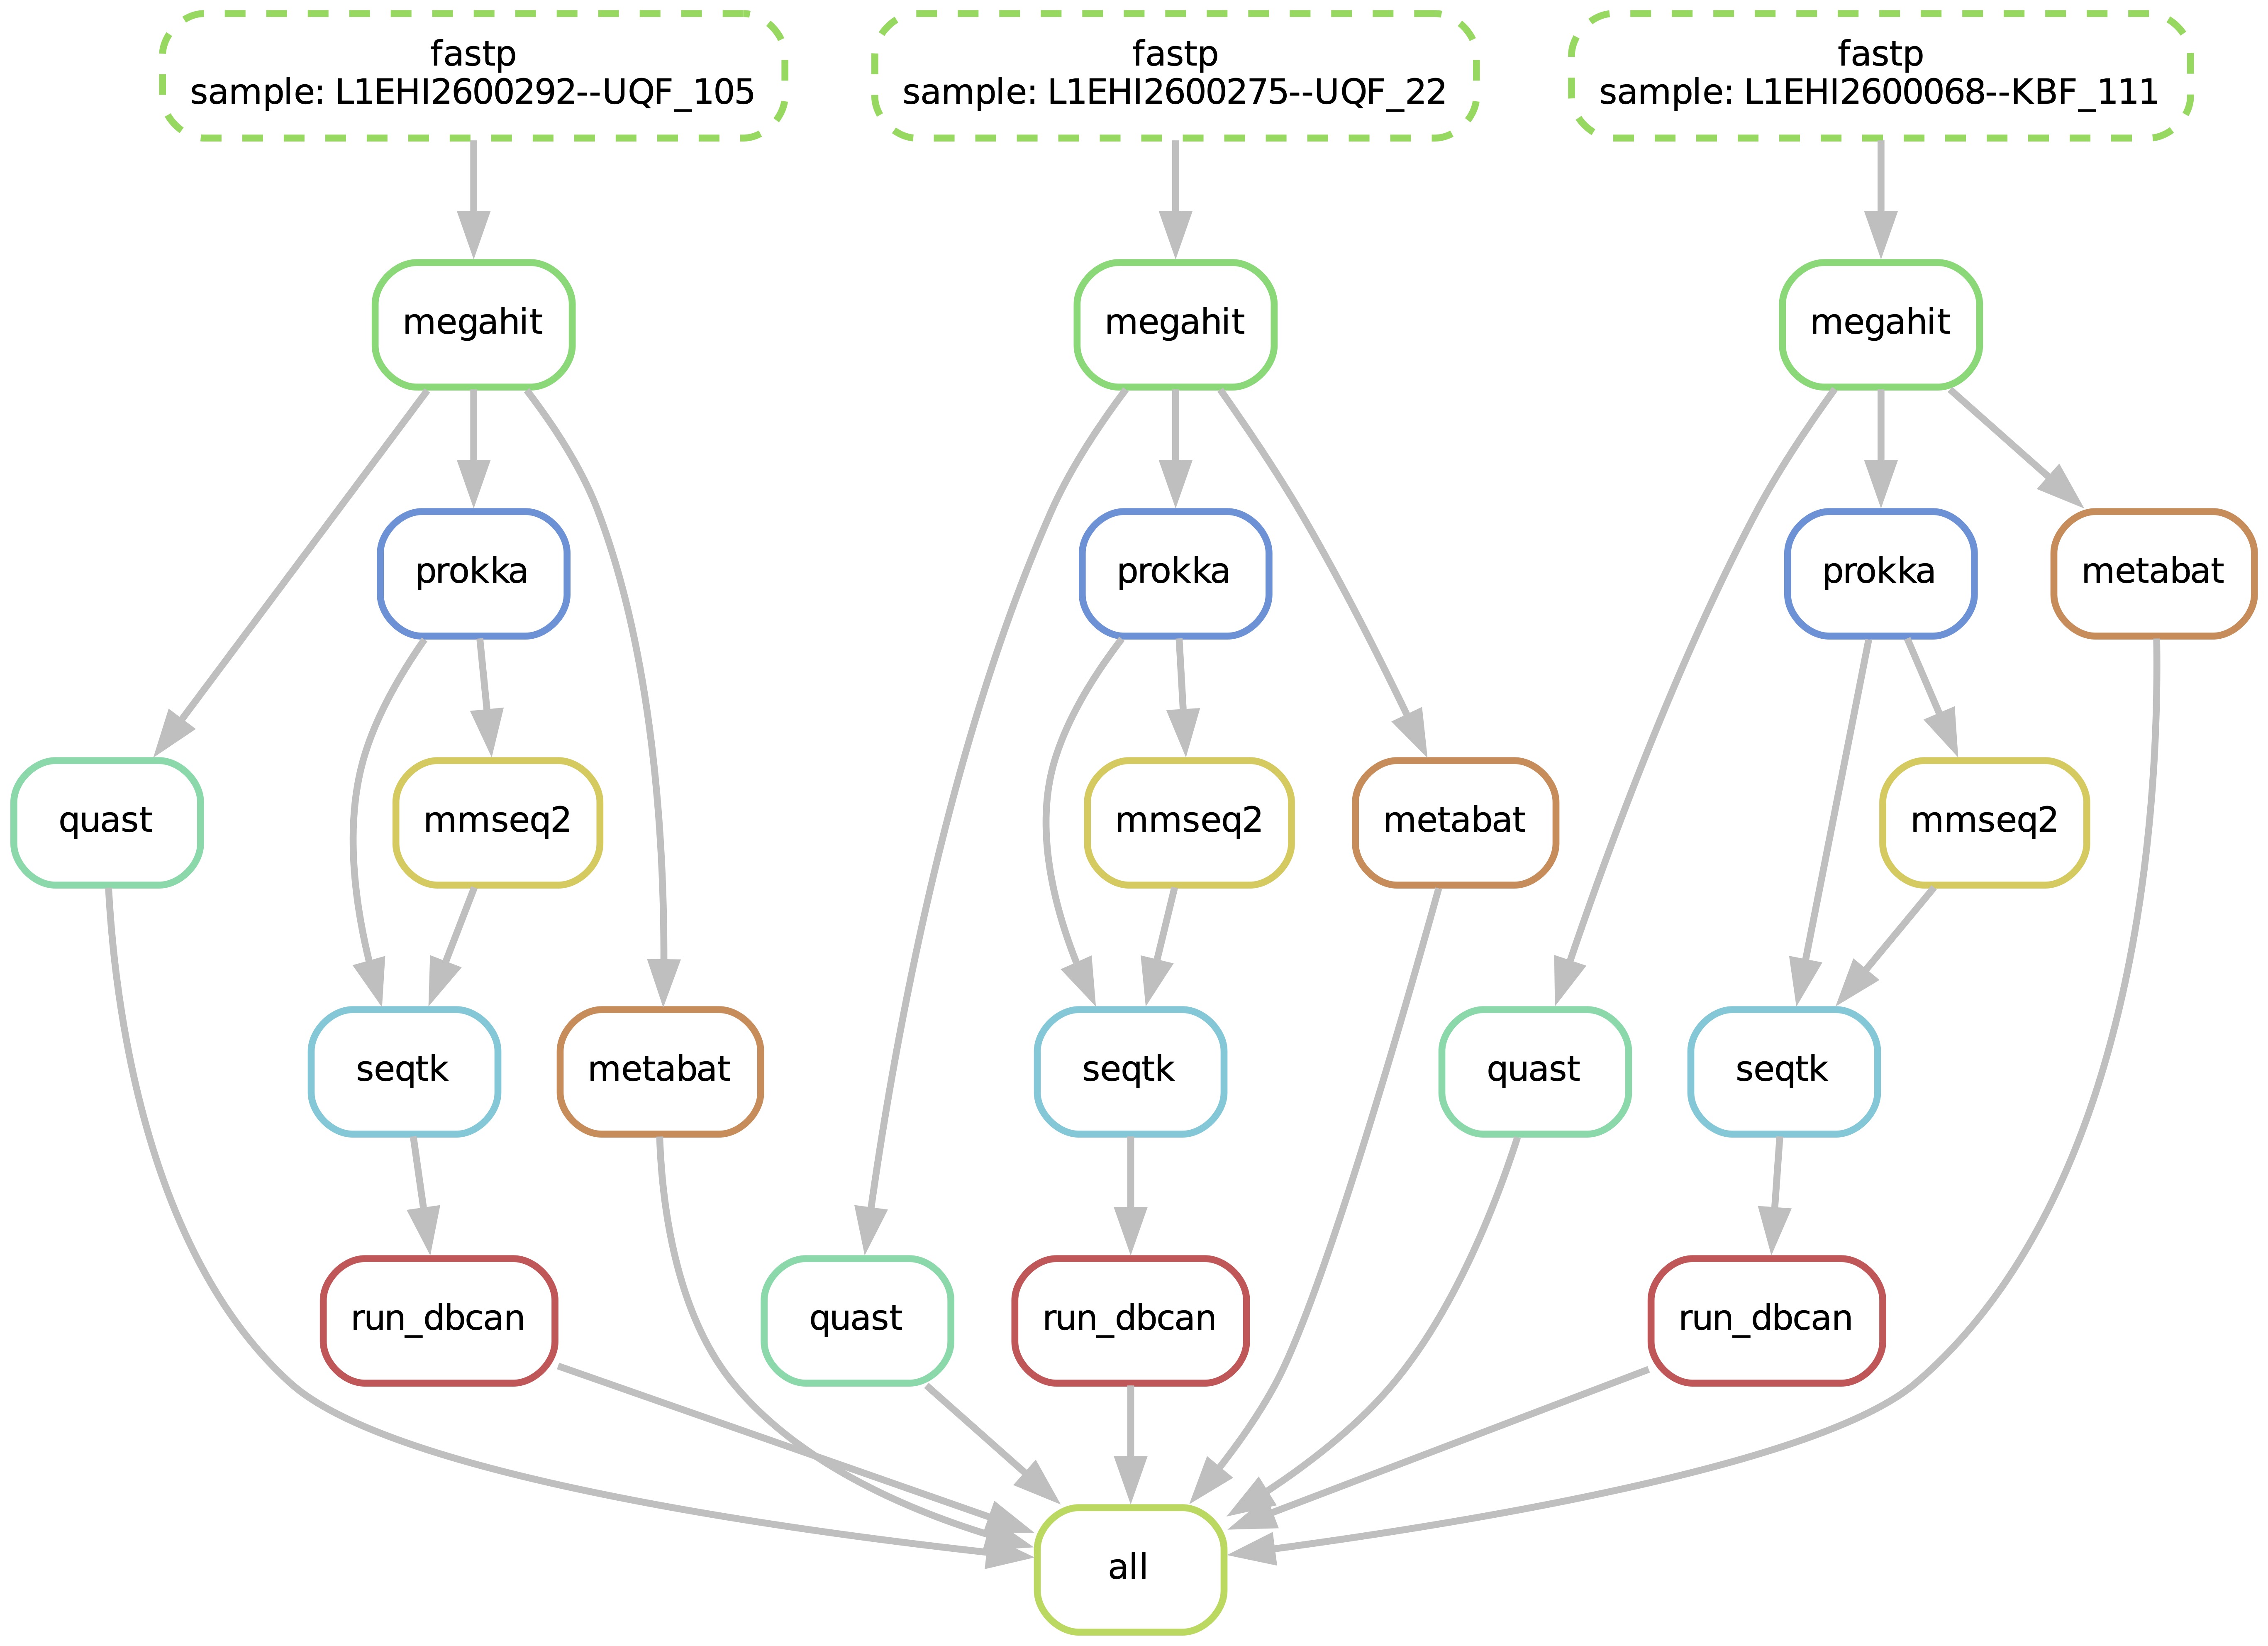 fastp
sample: L1EHI2600292--UQF_105
fastp
sample: L1EHI2600275--UQF_22
fastp
sample: L1EHI2600068--KBF_111
megahit
megahit
megahit
prokka
prokka
prokka
metabat
quast
mmseq2
mmseq2
metabat
mmseq2
seqtk
metabat
seqtk
quast
seqtk
run_dbcan
quast
run_dbcan
run_dbcan
all